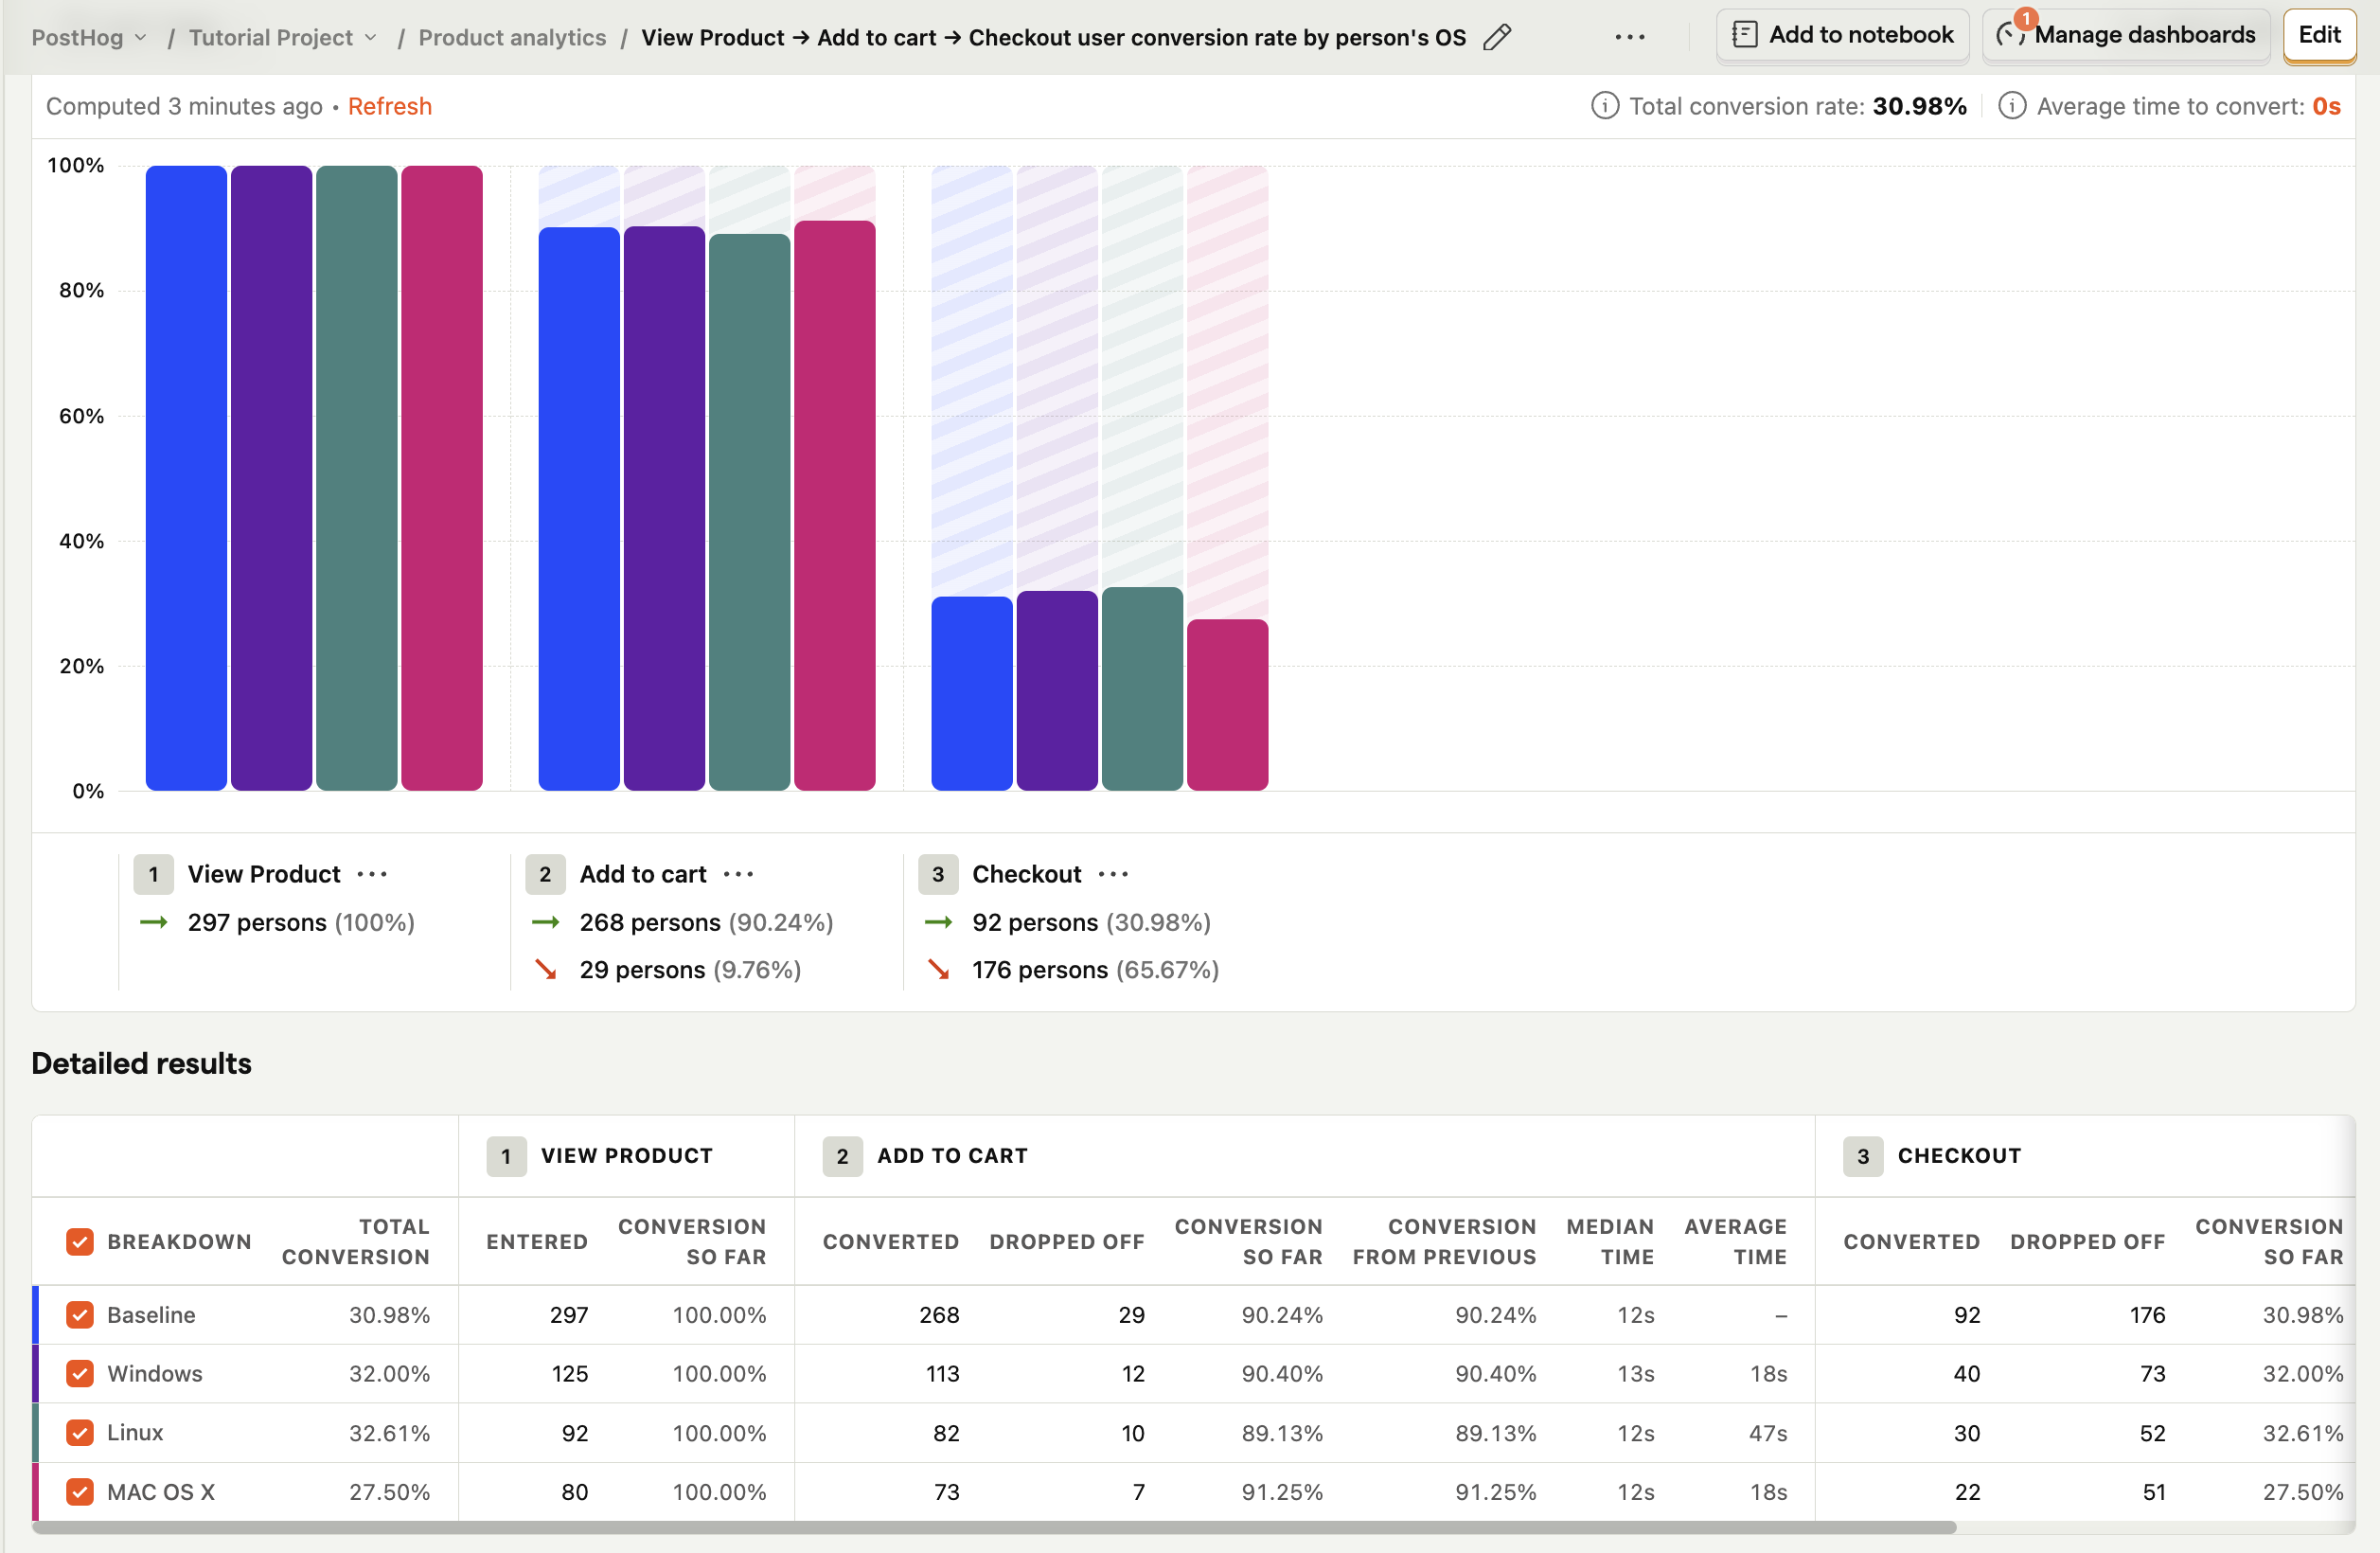 PostHog / Tutorial Project / Product analytics / View Product → Add to cart → Checkout user conversion rate by person's OS ··· Add to notebook 1 Manage dashboards Edit
Computed 3 minutes ago • Refresh Total conversion rate: 30.98% Average time to convert: 0s
100%
80%
60%
40%
20%
0%
1 View Product ··· 2 Add to cart ··· 3 Checkout ···
→ 297 persons (100%) → 268 persons (90.24%) → 92 persons (30.98%)
↘ 29 persons (9.76%) ↘ 176 persons (65.67%)
Detailed results
1 VIEW PRODUCT 2 ADD TO CART 3 CHECKOUT
BREAKDOWN TOTAL CONVERSION ENTERED CONVERSION SO FAR CONVERTED DROPPED OFF CONVERSION SO FAR CONVERSION FROM PREVIOUS MEDIAN TIME AVERAGE TIME CONVERTED DROPPED OFF CONVERSION SO FAR
Baseline 30.98% 297 100.00% 268 29 90.24% 90.24% 12s – 92 176 30.98%
Windows 32.00% 125 100.00% 113 12 90.40% 90.40% 13s 18s 40 73 32.00%
Linux 32.61% 92 100.00% 82 10 89.13% 89.13% 12s 47s 30 52 32.61%
MAC OS X 27.50% 80 100.00% 73 7 91.25% 91.25% 12s 18s 22 51 27.50%